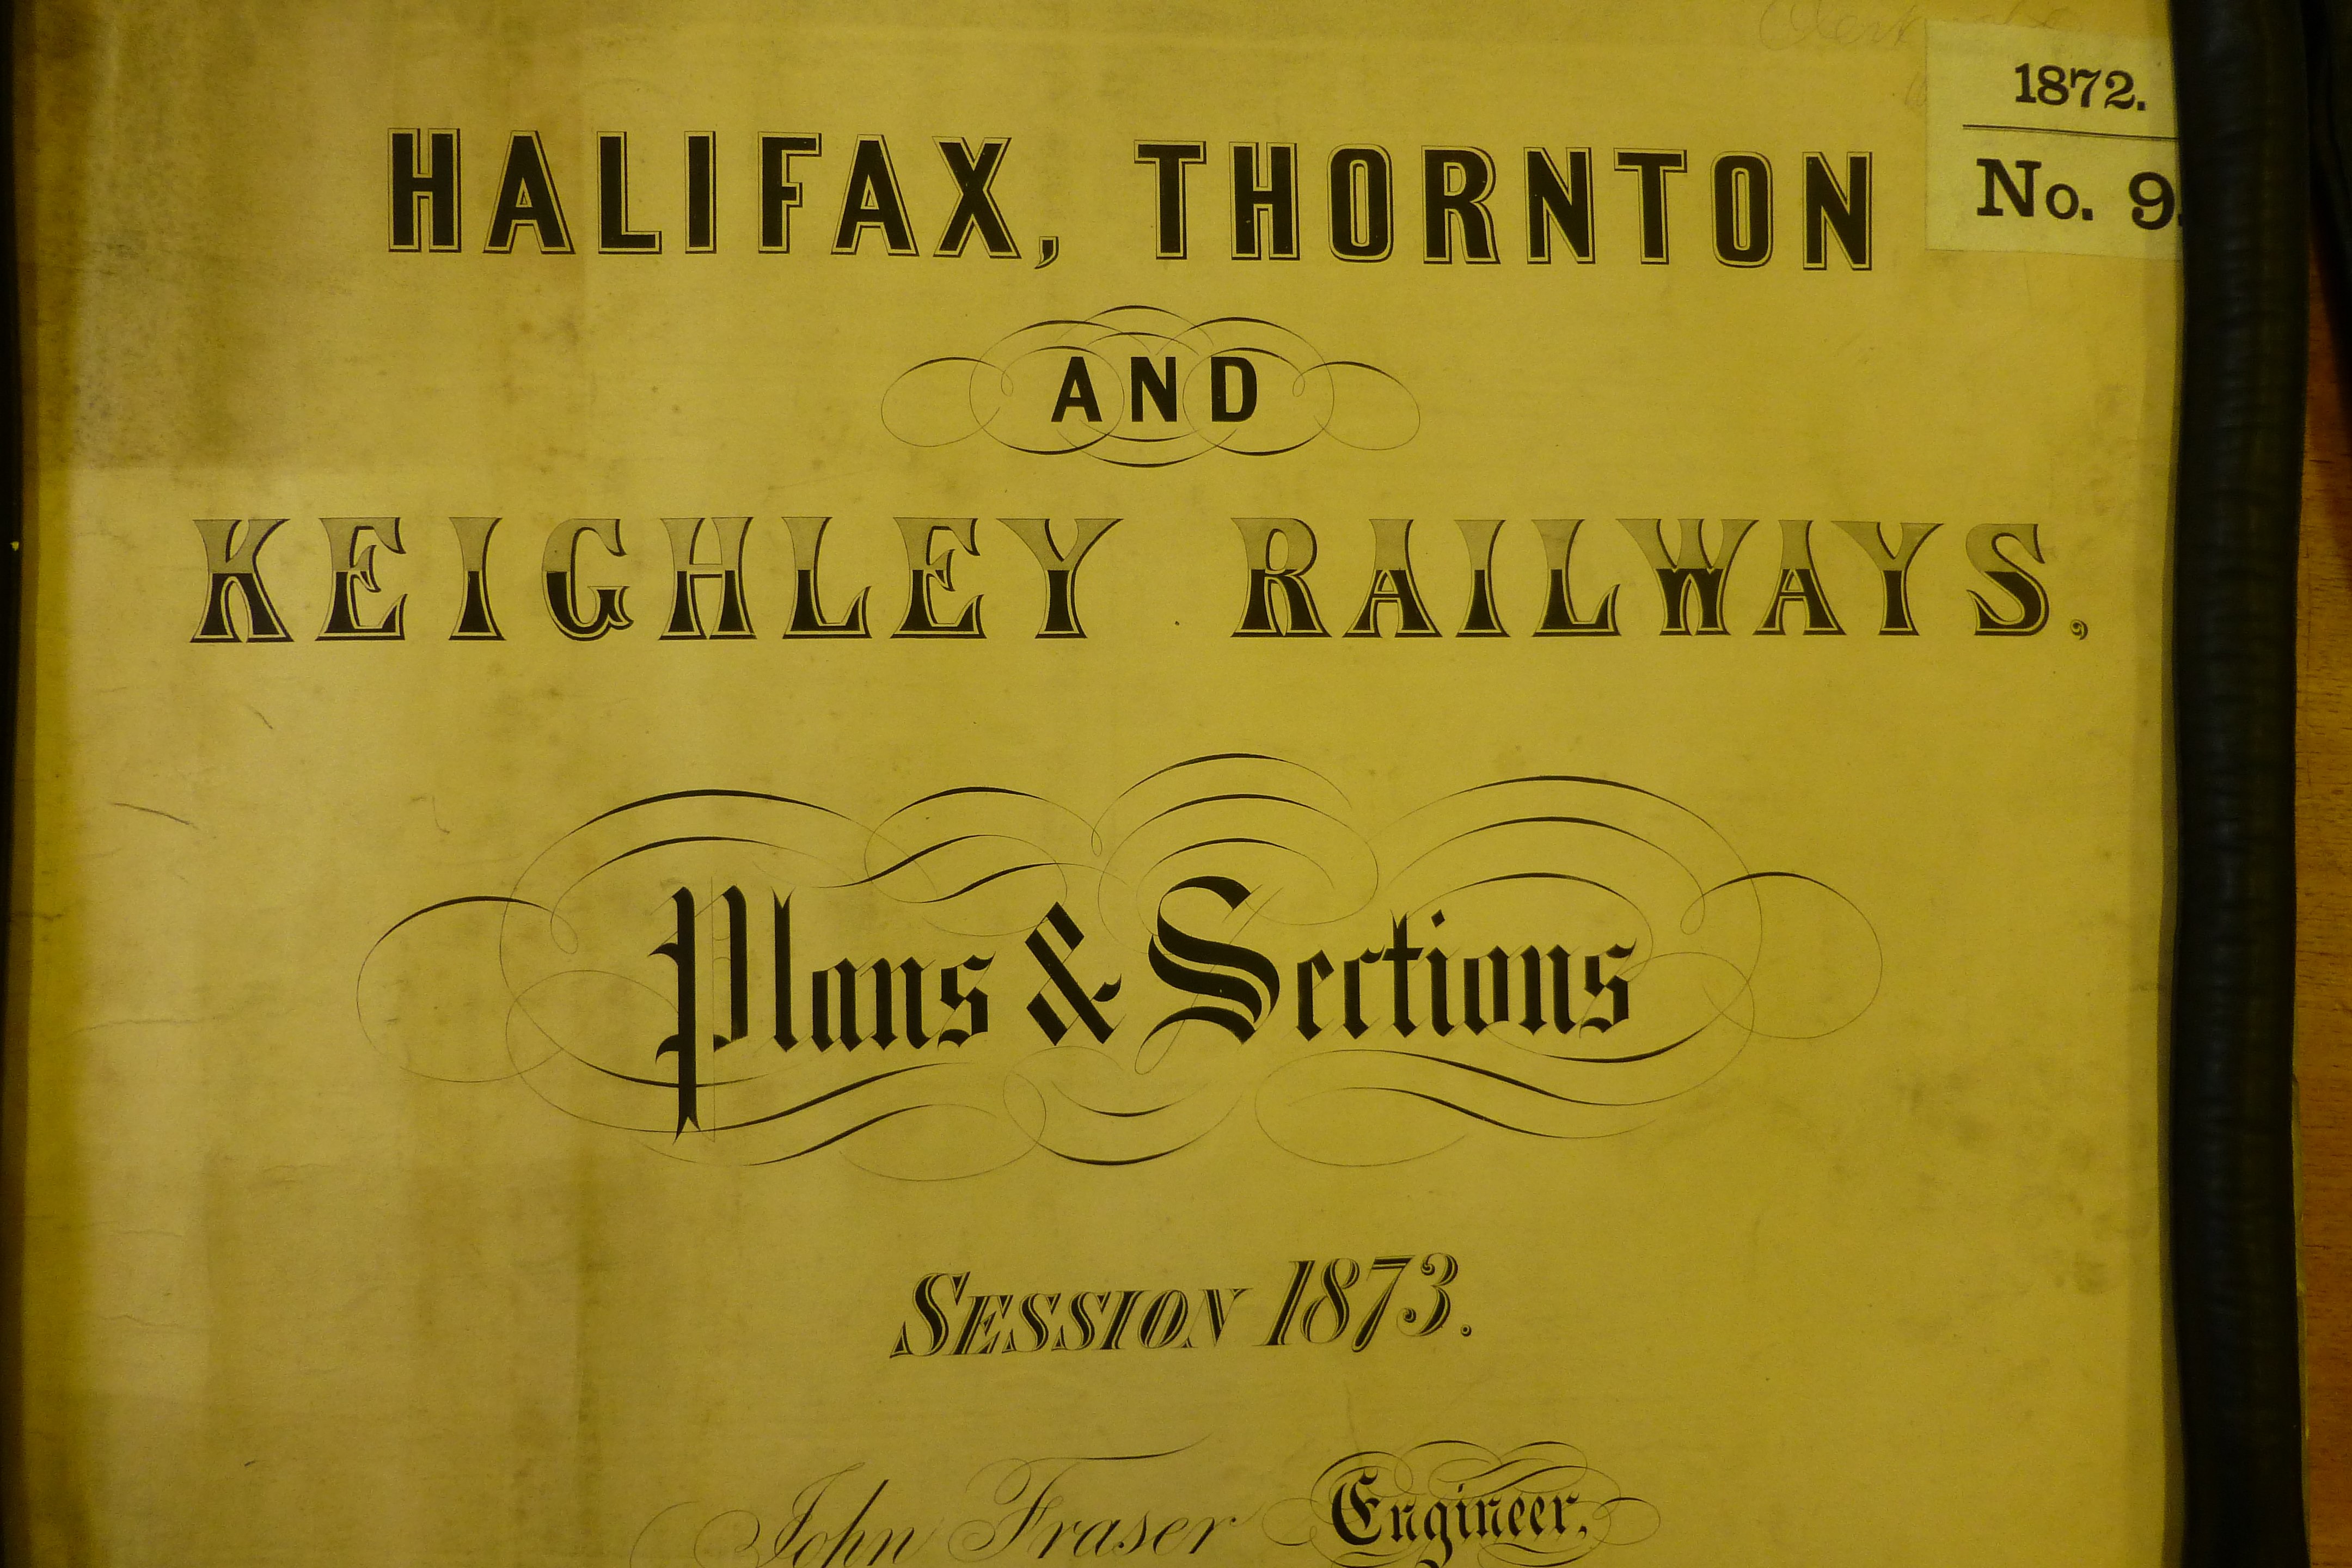 1872.
No. 9.
HALIFAX, THORNTON
AND
KEIGHLEY RAILWAYS.
Plans & Sections
SESSION 1873.
John Fraser Engineer.